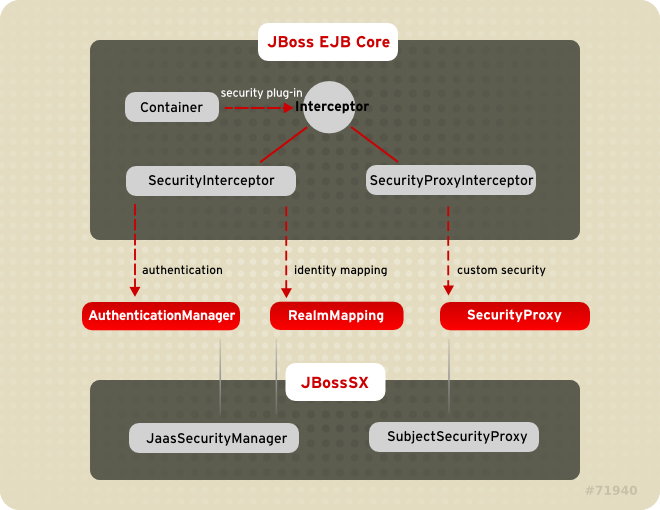 JBoss EJB Core
security plug-in
Container
Interceptor
SecurityInterceptor
SecurityProxyInterceptor
authentication
identity mapping
custom security
AuthenticationManager
RealmMapping
SecurityProxy
JBossSX
JaasSecurityManager
SubjectSecurityProxy
#71940